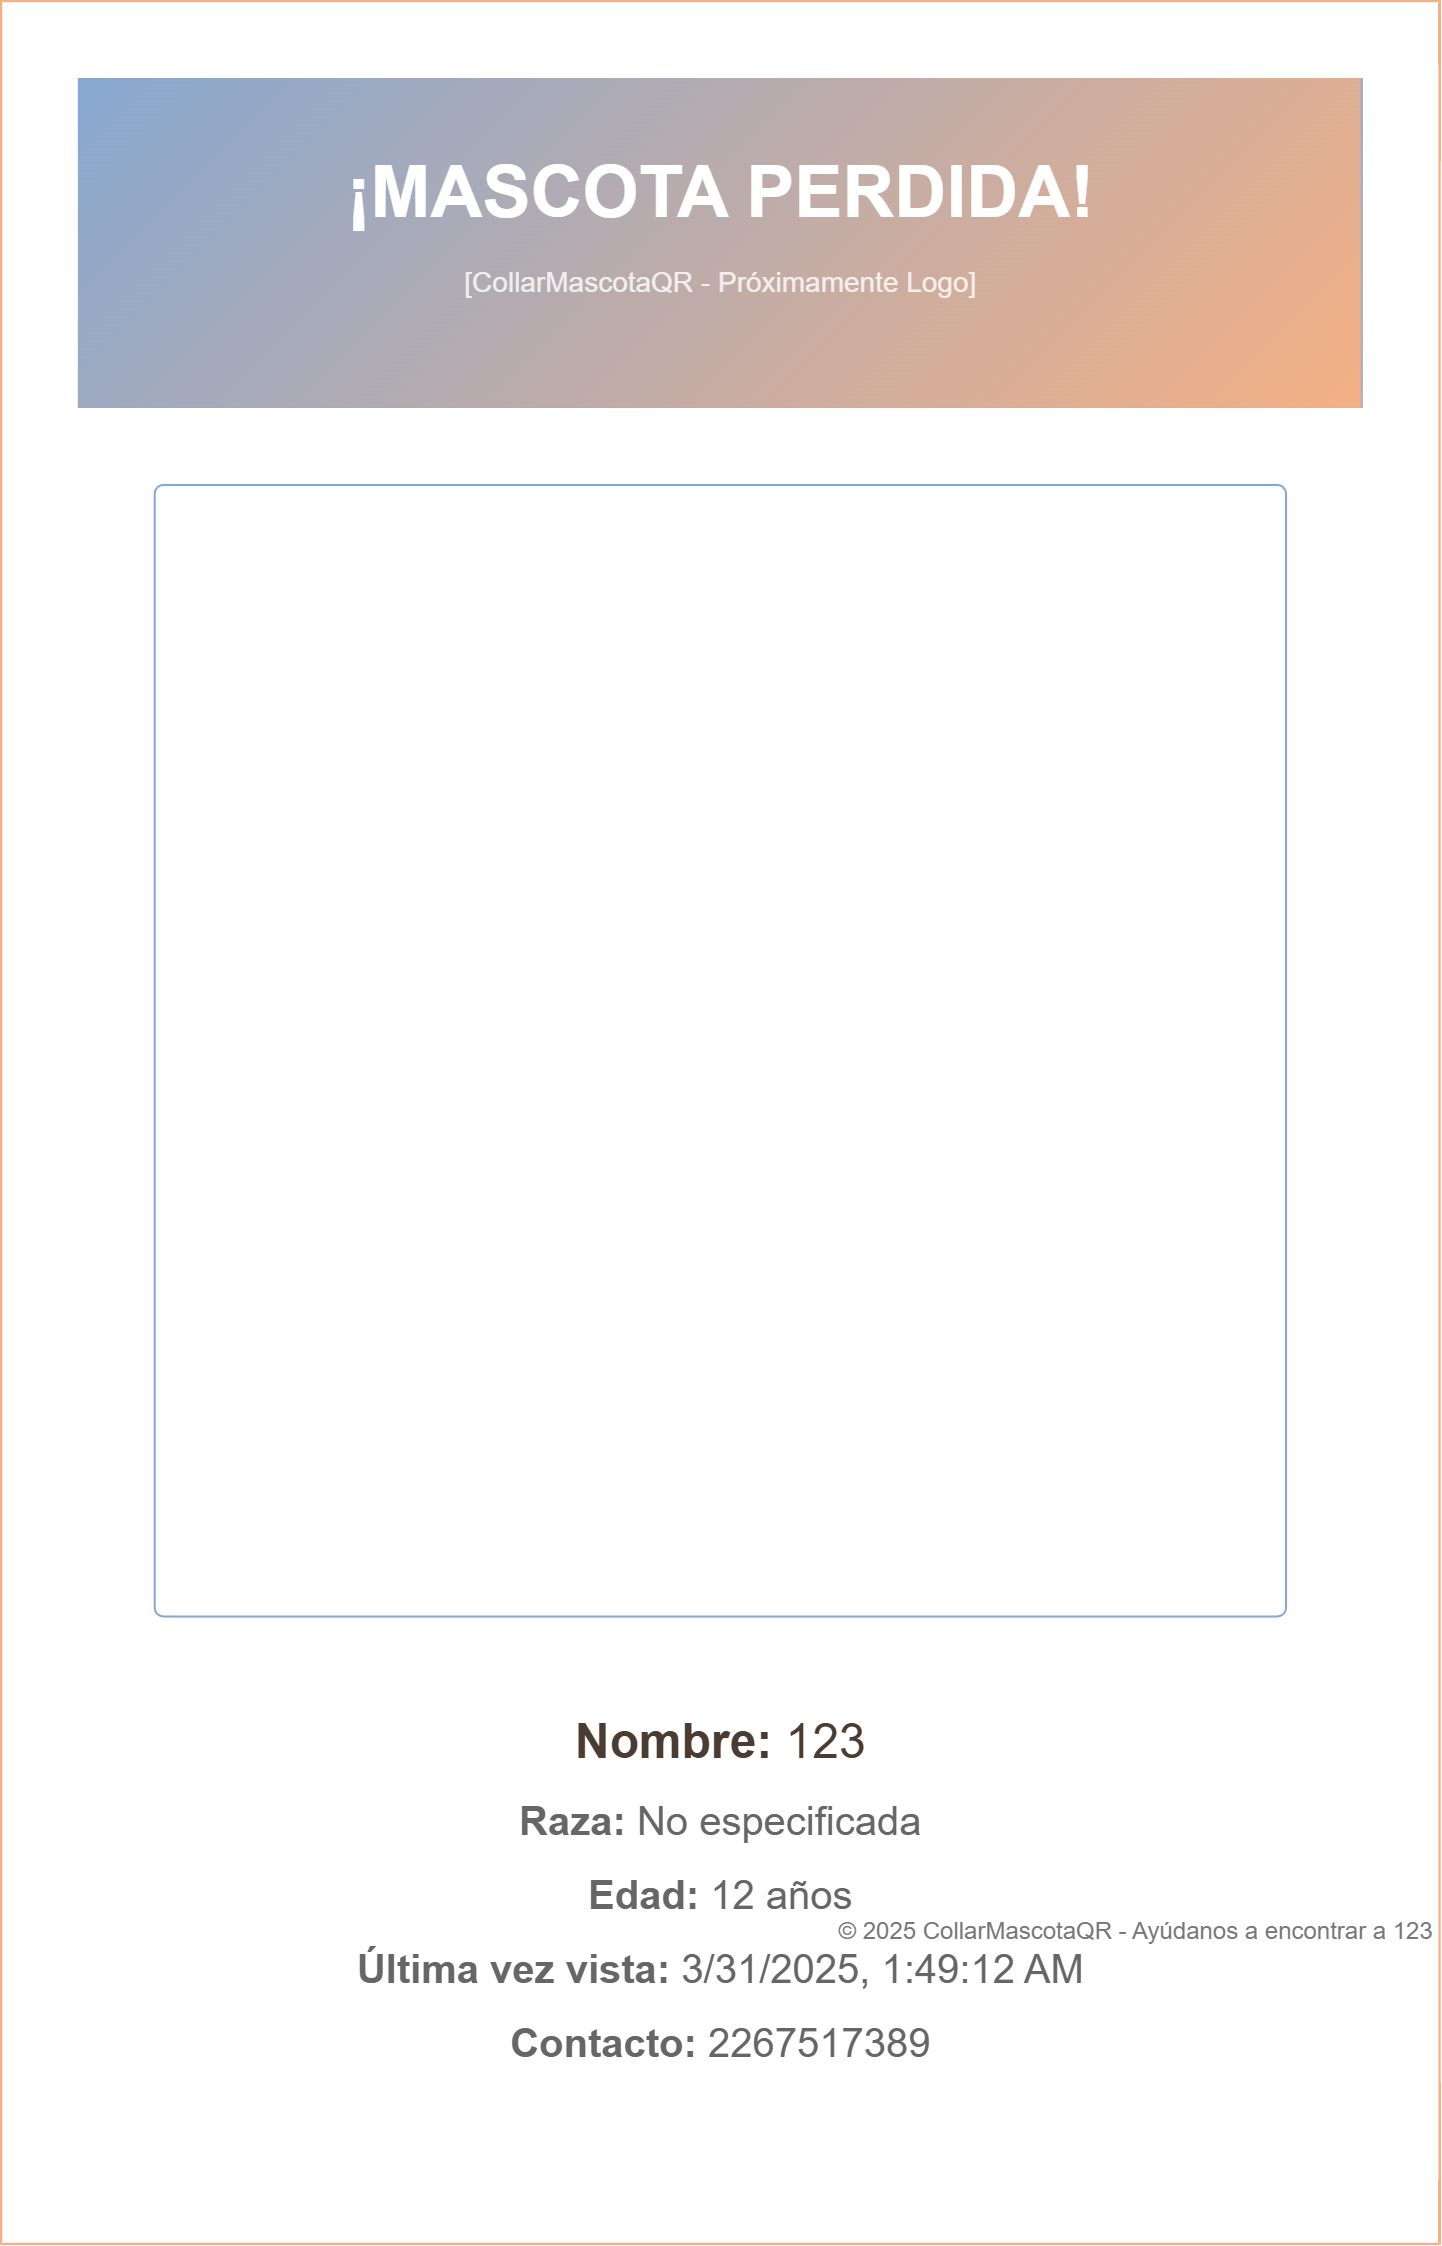 ¡MASCOTA PERDIDA!
[CollarMascotaQR - Próximamente Logo]
Nombre: 123
Raza: No especificada
Edad: 12 años
© 2025 CollarMascotaQR - Ayúdanos a encontrar a 123
Última vez vista: 3/31/2025, 1:49:12 AM
Contacto: 2267517389